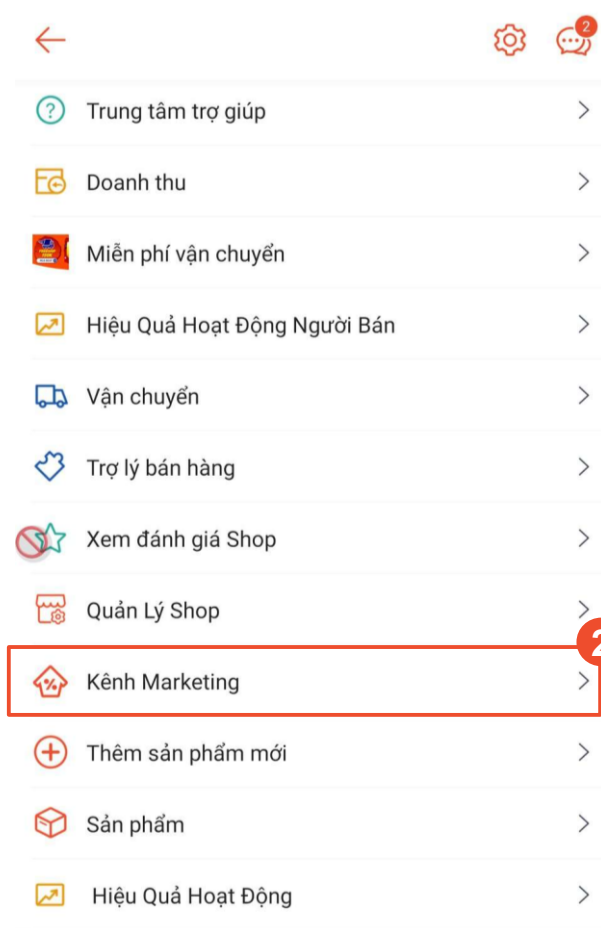 2
Trung tâm trợ giúp
Doanh thu
Miễn phí vận chuyển
Hiệu Quả Hoạt Động Người Bán
Vận chuyển
Trợ lý bán hàng
Xem đánh giá Shop
Quản Lý Shop
2
Kênh Marketing
Thêm sản phẩm mới
Sản phẩm
Hiệu Quả Hoạt Động